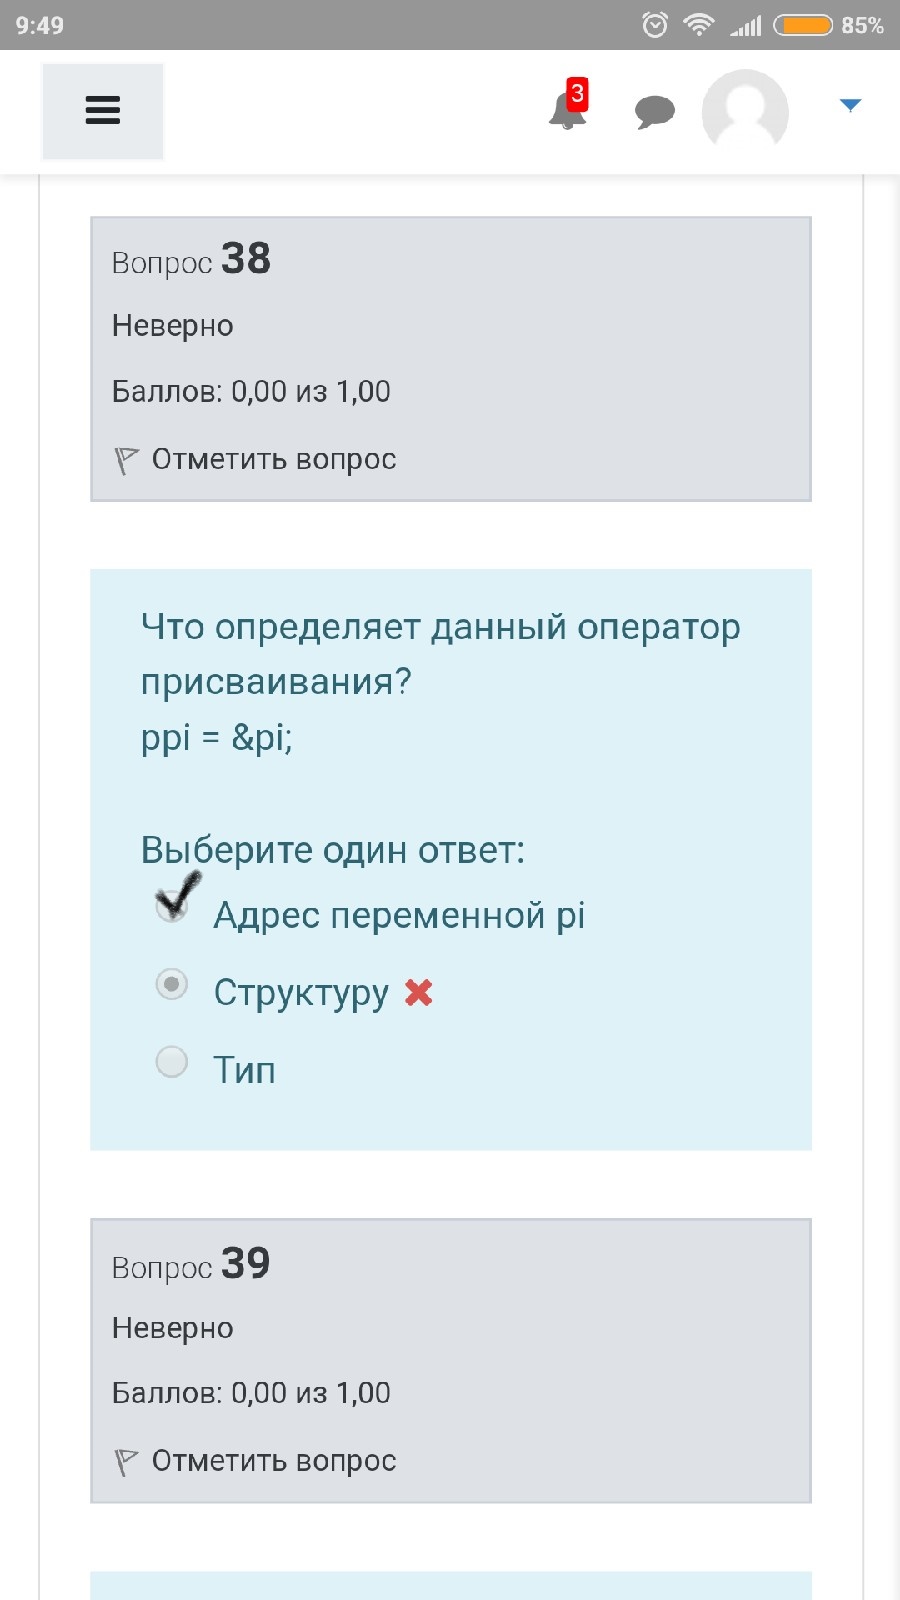 9:49
85%
3
Вопрос 38
Неверно
Баллов: 0,00 из 1,00
Отметить вопрос
Что определяет данный оператор
присваивания?
ppi = &pi;
Выберите один ответ:
Адрес переменной pi
Структуру
Тип
Вопрос 39
Неверно
Баллов: 0,00 из 1,00
Отметить вопрос